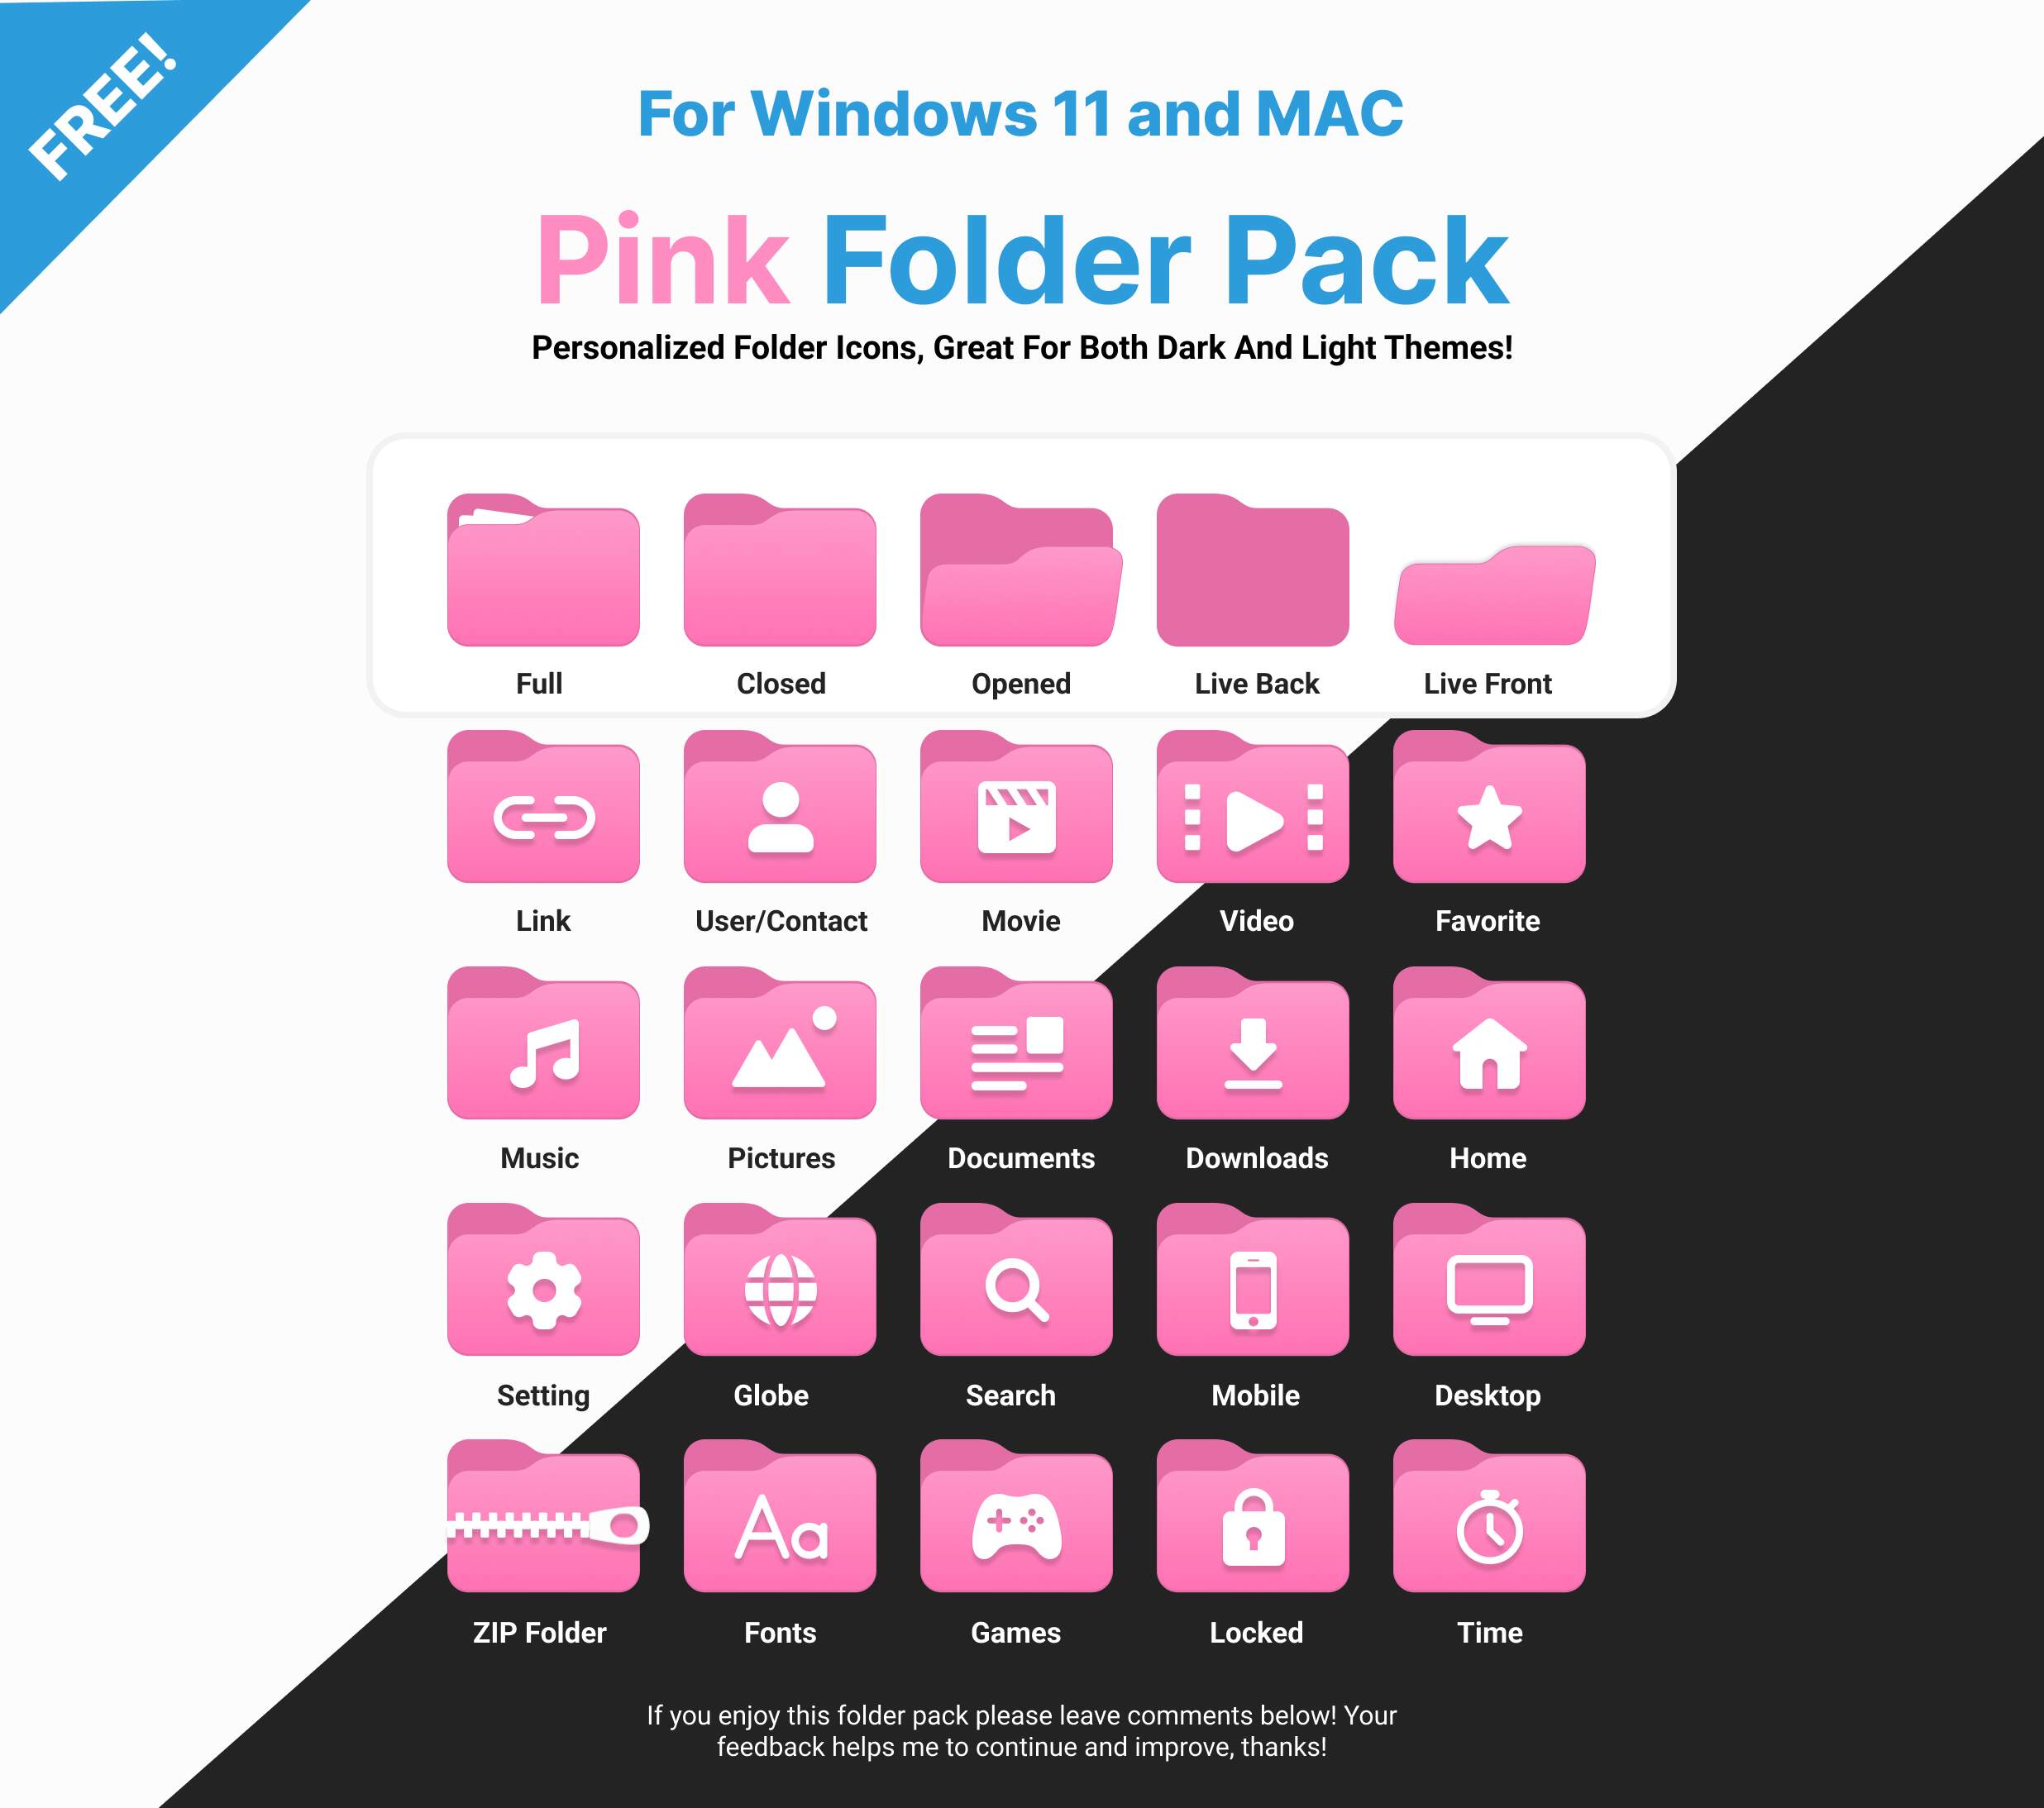 FREE!
For Windows 11 and MAC
Pink Folder Pack
Personalized Folder Icons, Great For Both Dark And Light Themes!
Full
Closed
Opened
Live Back
Live Front
Link
User/Contact
Movie
Video
Favorite
Music
Pictures
Documents
Downloads
Home
Setting
Globe
Search
Mobile
Desktop
Aa
ZIP Folder
Fonts
Games
Locked
Time
If you enjoy this folder pack please leave comments below! Your
feedback helps me to continue and improve, thanks!